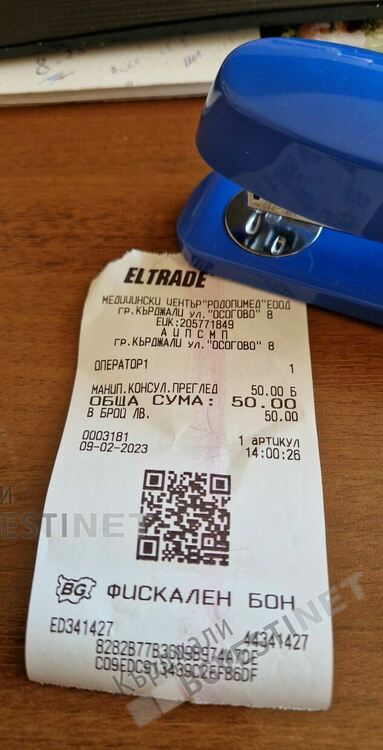 ELTRADE
МЕДИЦИНСКИ ЦЕНТЪР"РОДОПИМЕД"ЕООД
ГР.КЪРДЖАЛИ УЛ."ОСОГОВО" 8
ЕИК:205771849
А И П С М П
ГР.КЪРДЖАЛИ УЛ."ОСОГОВО" 8
ОПЕРАТОР1 1
МАНИП.КОНСУЛ.ПРЕГЛЕД 50.00 Б
ОБЩА СУМА: 50.00
В БРОЙ ЛВ. 50.00
0003181 1 артикул
09-02-2023 14:00:26
BG ФИСКАЛЕН БОН
ED341427 44341427
Кърджали
BGVESTINET